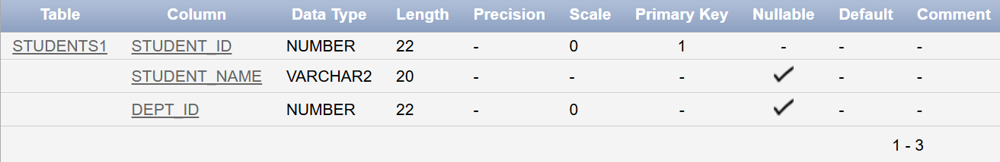 Table Column Data Type Length Precision Scale Primary Key Nullable Default Comment
STUDENTS1 STUDENT_ID NUMBER 22 - 0 1 - - -
STUDENT_NAME VARCHAR2 20 - - - ✓ - -
DEPT_ID NUMBER 22 - 0 - ✓ - -
1 - 3